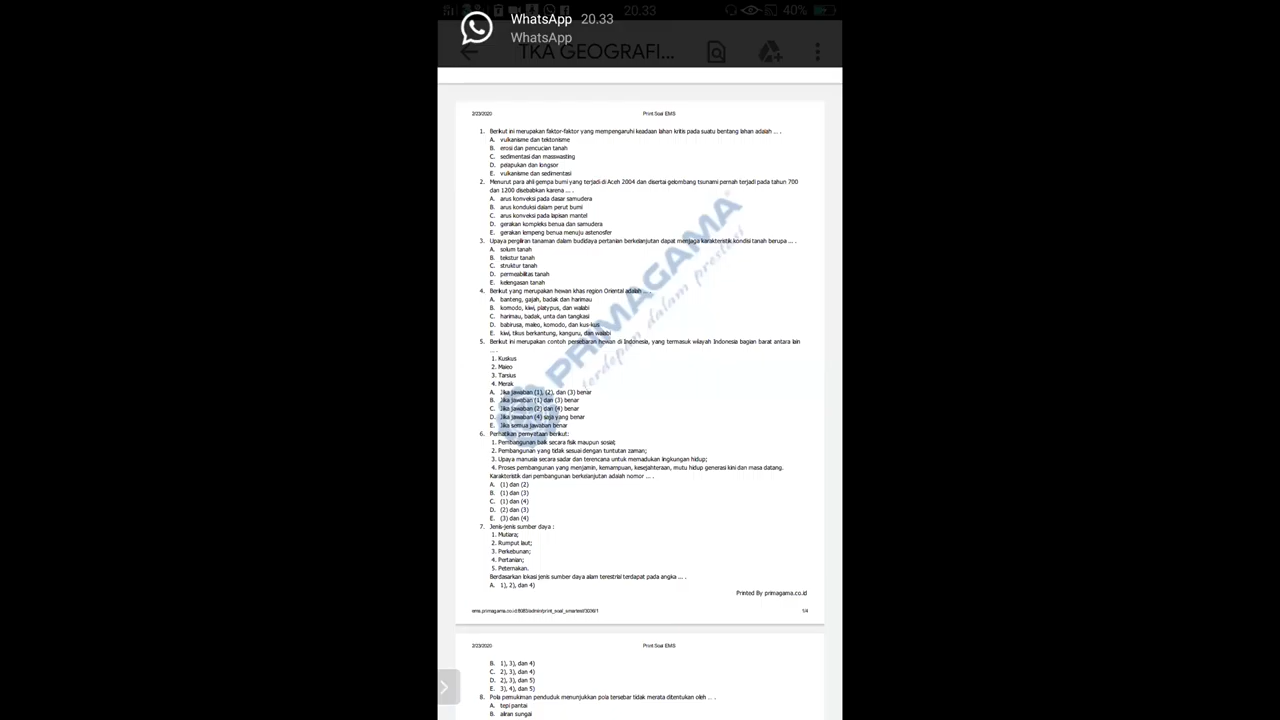 WhatsApp 20.33
20.33
40%
WhatsApp
TKA GEOGRAFI...
2/23/2020
Print Soal EMS
1. Berikut ini merupakan faktor-faktor yang mempengaruhi keadaan lahan kritis pada suatu bentang lahan adalah ... .
A. vulkanisme dan tektonisme
B. erosi dan pencucian tanah
C. sedimentasi dan masswasting
D. pelapukan dan longsor
E. vulkanisme dan sedimentasi
2. Menurut para ahli gempa bumi yang terjadi di Aceh 2004 dan disertai gelombang tsunami pernah terjadi pada tahun 700
dan 1200 disebabkan karena ... .
A. arus konveksi pada dasar samudera
B. arus konduksi dalam perut bumi
C. arus konveksi pada lapisan mantel
D. gerakan kompleks benua dan samudera
E. gerakan lempeng benua menuju astenosfer
3. Upaya pergiliran tanaman dalam budidaya pertanian berkelanjutan dapat menjaga karakteristik kondisi tanah berupa ... .
A. solum tanah
B. tekstur tanah
C. struktur tanah
D. permeabilitas tanah
E. kelengasan tanah
4. Berikut yang merupakan hewan khas region Oriental adalah ... .
A. banteng, gajah, badak dan harimau
B. komodo, kiwi, platypus, dan walabi
C. harimau, badak, unta dan tangkasi
D. babirusa, maleo, komodo, dan kus-kus
E. kiwi, tikus berkantung, kanguru, dan walabi
5. Berikut ini merupakan contoh persebaran hewan di Indonesia, yang termasuk wilayah Indonesia bagian barat antara lain
... .
1. Kuskus
2. Maleo
3. Tarsius
4. Merak
A. Jika jawaban (1), (2), dan (3) benar
B. Jika jawaban (1) dan (3) benar
C. Jika jawaban (2) dan (4) benar
D. Jika jawaban (4) saja yang benar
E. Jika semua jawaban benar
6. Perhatikan pernyataan berikut:
1. Pembangunan baik secara fisik maupun sosial;
2. Pembangunan yang tidak sesuai dengan tuntutan zaman;
3. Upaya manusia secara sadar dan terencana untuk memadukan lingkungan hidup;
4. Proses pembangunan yang menjamin, kemampuan, kesejahteraan, mutu hidup generasi kini dan masa datang.
Karakteristik dari pembangunan berkelanjutan adalah nomor ... .
A. (1) dan (2)
B. (1) dan (3)
C. (1) dan (4)
D. (2) dan (3)
E. (3) dan (4)
7. Jenis-jenis sumber daya :
1. Mutiara;
2. Rumput laut;
3. Perkebunan;
4. Pertanian;
5. Peternakan.
Berdasarkan lokasi jenis sumber daya alam terestrial terdapat pada angka ... .
A. 1), 2), dan 4)
PRIMAGAMA
terdepan dalam prestasi
Printed By primagama.co.id
ems.primagama.co.id:8083/admin/print_soal_smartest/3036/1
1/4
2/23/2020
Print Soal EMS
B. 1), 3), dan 4)
C. 2), 3), dan 4)
D. 2), 3), dan 5)
E. 3), 4), dan 5)
8. Pola pemukiman penduduk menunjukkan pola tersebar tidak merata ditentukan oleh ... .
A. tepi pantai
B. aliran sungai